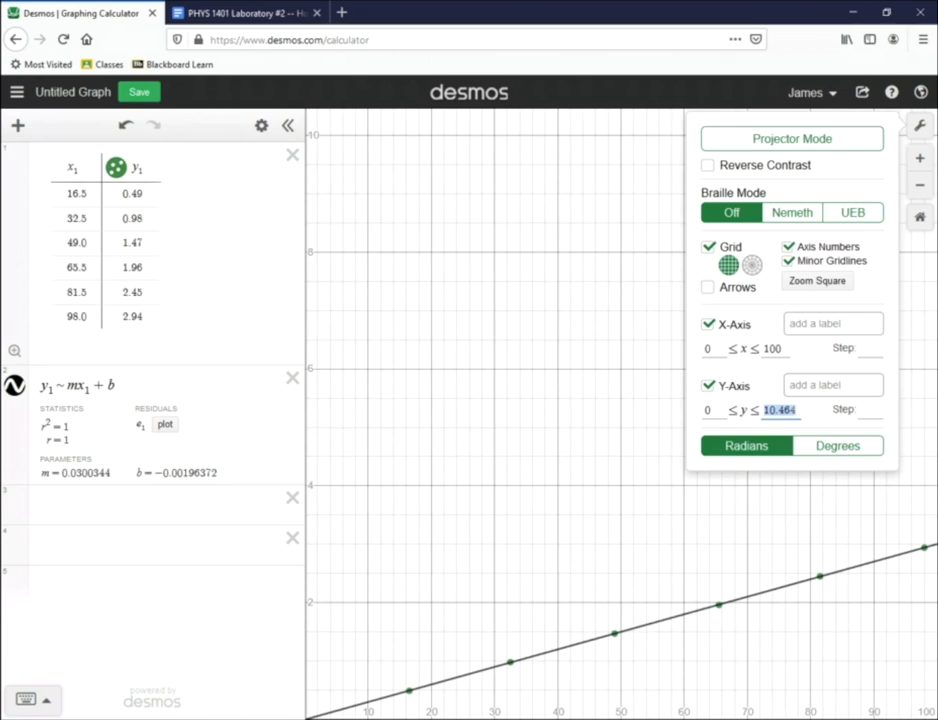 Desmos | Graphing Calculator
PHYS 1401 Laboratory #2 -- H
https://www.desmos.com/calculator
Most Visited Classes Blackboard Learn
Untitled Graph Save desmos James
x1 y1
16.5 0.49
32.5 0.98
49.0 1.47
65.5 1.96
81.5 2.45
98.0 2.94
1
2
y1 ~ mx1 + b
STATISTICS RESIDUALS
r² = 1 e1 plot
r = 1
PARAMETERS
m = 0.0300344 b = −0.00196372
3
4
5
powered by
desmos
10
8
6
4
2
10 20 30 40 50 60 70 80 90 100
Projector Mode
Reverse Contrast
Braille Mode
Off Nemeth UEB
Grid Axis Numbers
Minor Gridlines
Arrows Zoom Square
X-Axis add a label
0 ≤ x ≤ 100 Step:
Y-Axis add a label
0 ≤ y ≤ 10.464 Step:
Radians Degrees